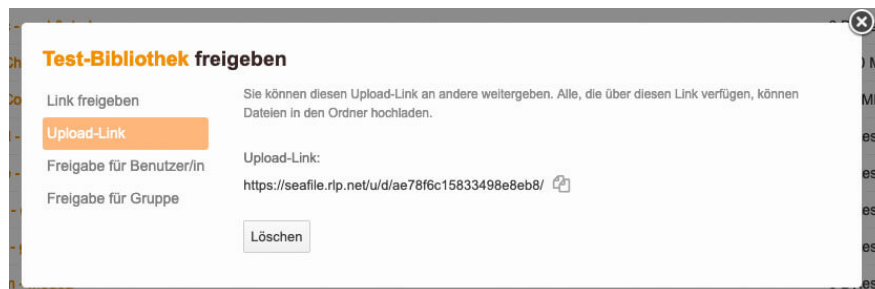 Test-Bibliothek freigeben
Link freigeben
Upload-Link
Freigabe für Benutzer/in
Freigabe für Gruppe
Sie können diesen Upload-Link an andere weitergeben. Alle, die über diesen Link verfügen, können
Dateien in den Ordner hochladen.
Upload-Link:
https://seafile.rlp.net/u/d/ae78f6c15833498e8eb8/
Löschen